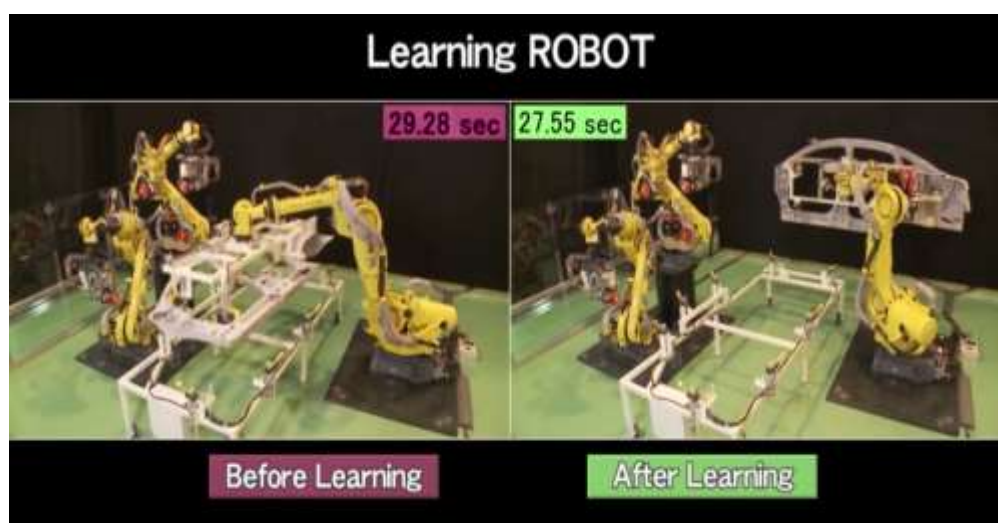 Learning ROBOT
29.28 sec
27.55 sec
Before Learning
After Learning